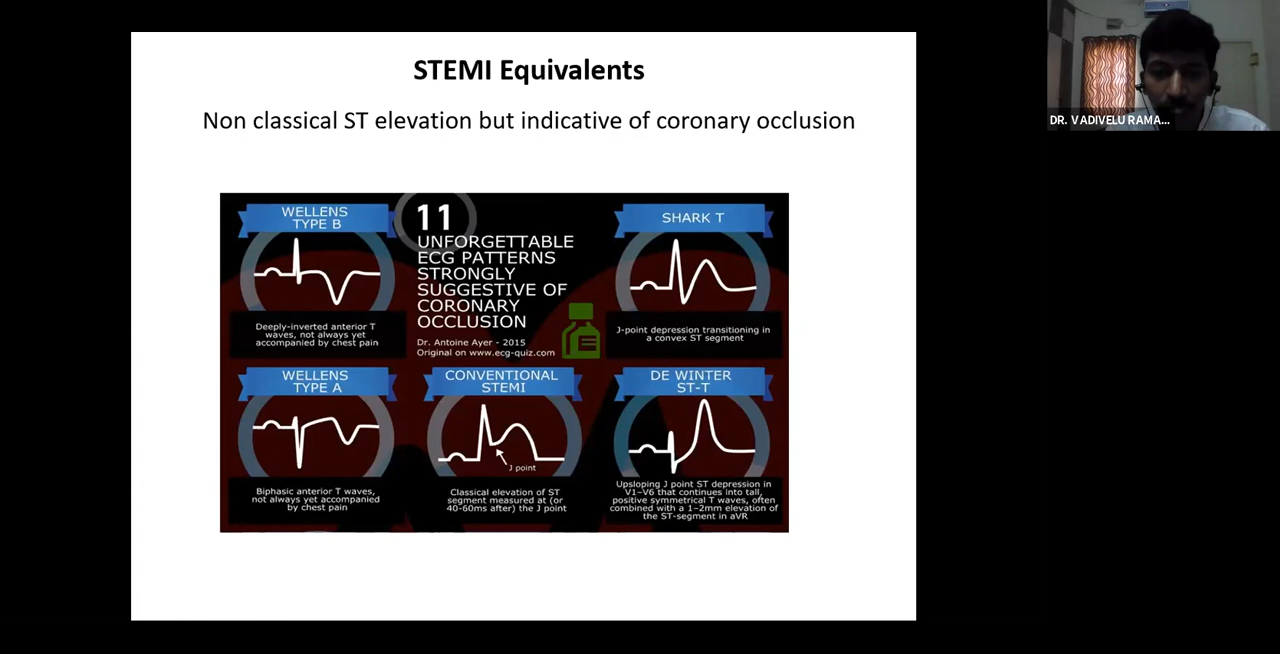 STEMI Equivalents
Non classical ST elevation but indicative of coronary occlusion
WELLENS
TYPE B
Deeply-inverted anterior T
waves, not always yet
accompanied by chest pain
11
UNFORGETTABLE
ECG PATTERNS
STRONGLY
SUGGESTIVE OF
CORONARY
OCCLUSION
Dr. Antoine Ayer - 2015
Original on www.ecg-quiz.com
SHARK T
J-point depression transitioning in
a convex ST segment
WELLENS
TYPE A
Biphasic anterior T waves,
not always yet accompanied
by chest pain
CONVENTIONAL
STEMI
J point
Classical elevation of ST
segment measured at (or
40-60ms after) the J point
DE WINTER
ST-T
Upsloping J point ST depression in
V1-V6 that continues into tall,
positive symmetrical T waves, often
combined with a 1-2mm elevation of
the ST-segment in aVR
DR. VADIVELU RAMA...